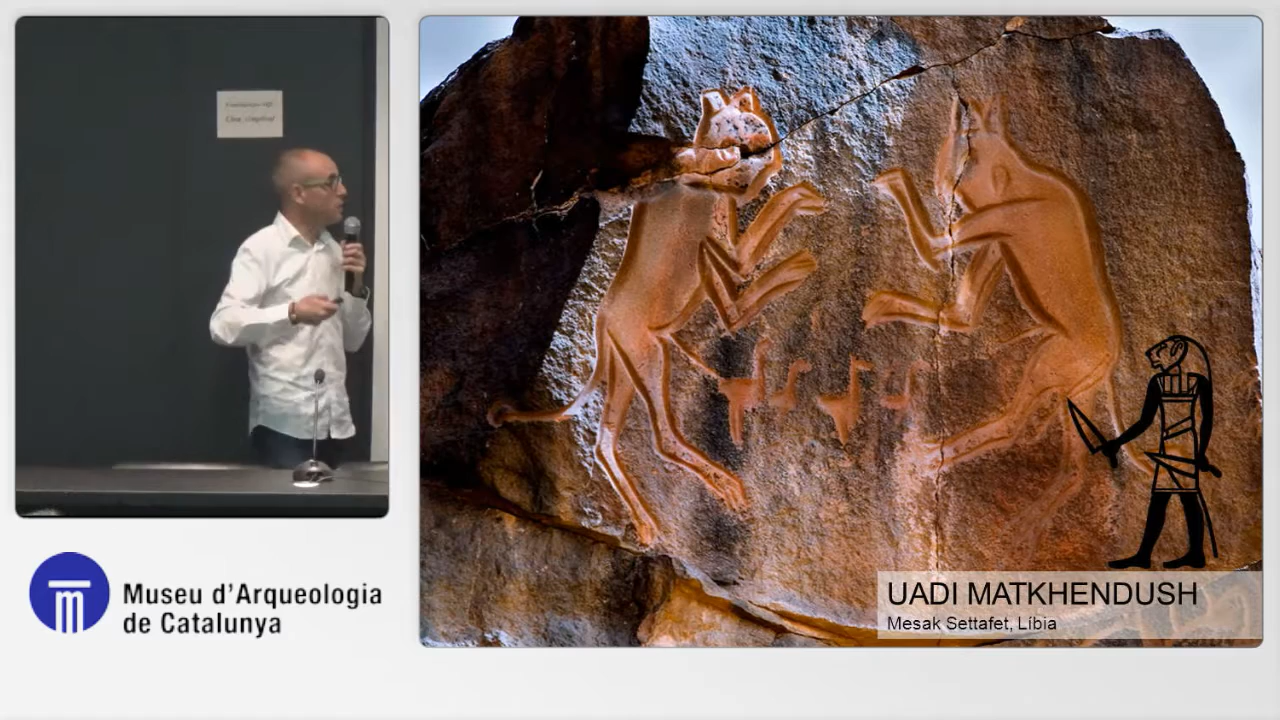 Museu d'Arqueologia
de Catalunya
UADI MATKHENDUSH
Mesak Settafet, Líbia